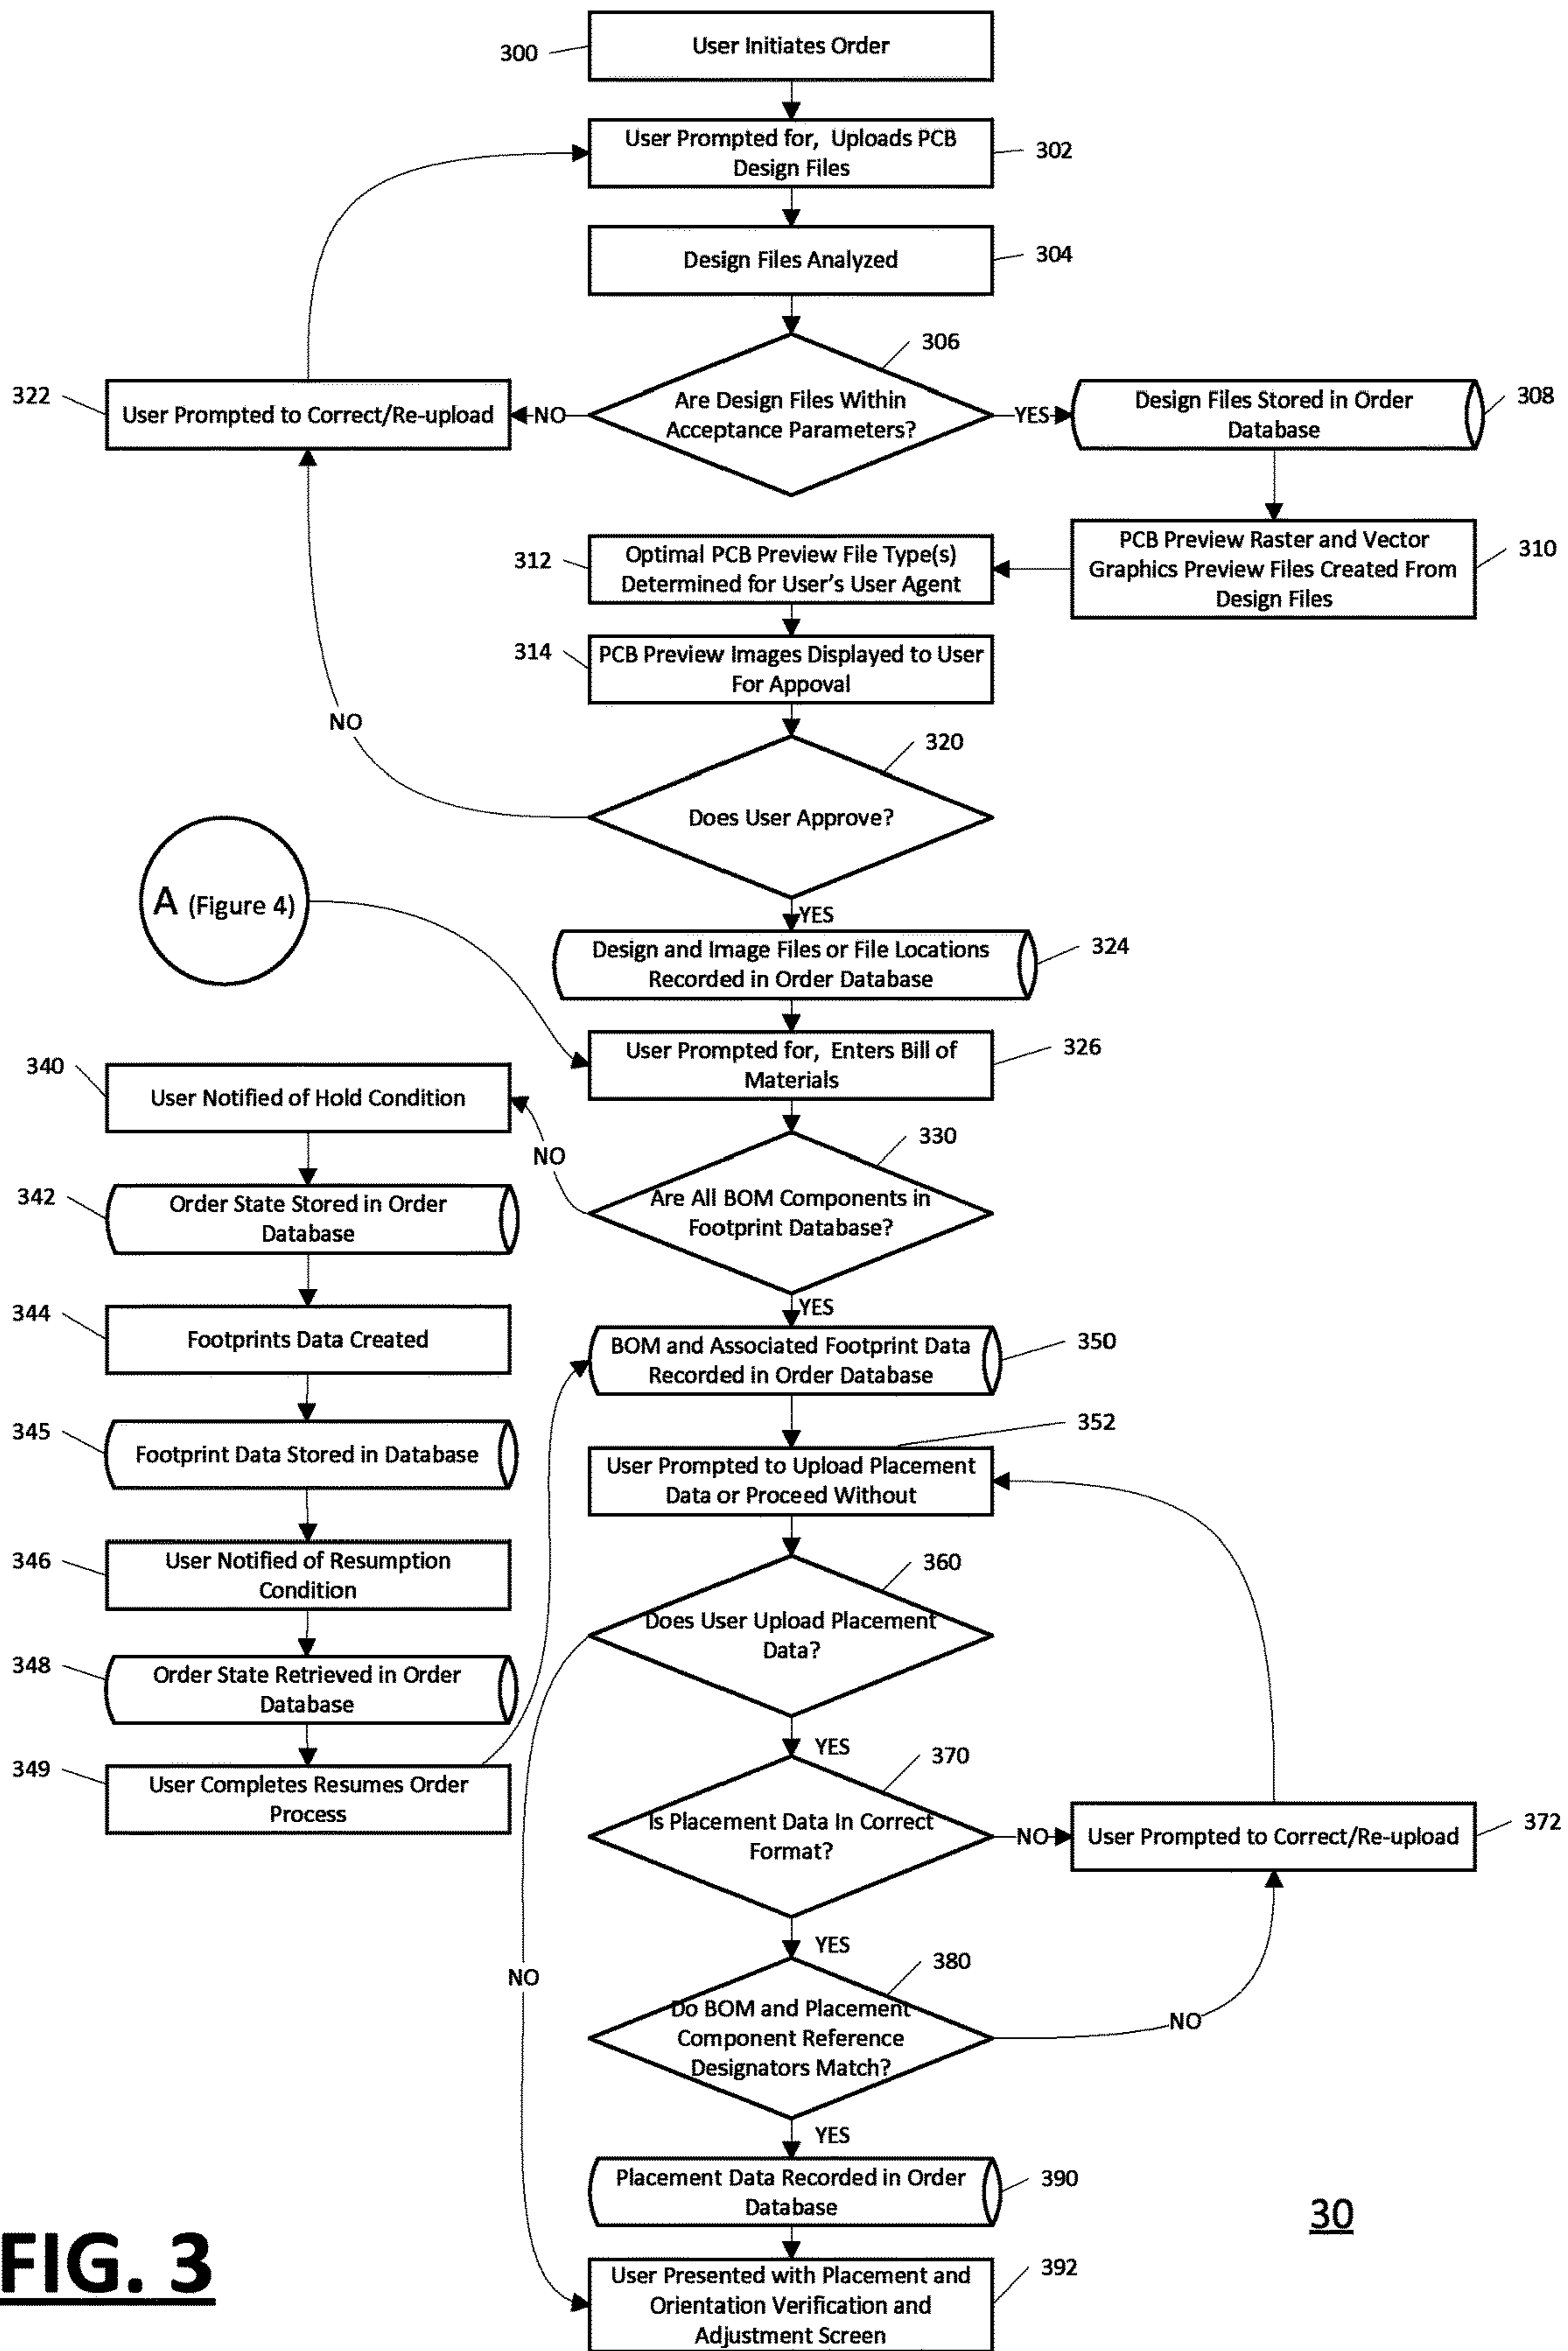 300
User Initiates Order
User Prompted for, Uploads PCB
Design Files
302
Design Files Analyzed
304
306
Are Design Files Within
Acceptance Parameters?
NO
YES
322
User Prompted to Correct/Re-upload
Design Files Stored in Order
Database
308
312
Optimal PCB Preview File Type(s)
Determined for User's User Agent
PCB Preview Raster and Vector
Graphics Preview Files Created From
Design Files
310
314
PCB Preview Images Displayed to User
For Appoval
NO
320
Does User Approve?
YES
A (Figure 4)
Design and Image Files or File Locations
Recorded in Order Database
324
User Prompted for, Enters Bill of
Materials
326
340
User Notified of Hold Condition
NO
330
Are All BOM Components in
Footprint Database?
YES
342
Order State Stored in Order
Database
344
Footprints Data Created
BOM and Associated Footprint Data
Recorded in Order Database
350
345
Footprint Data Stored in Database
352
User Prompted to Upload Placement
Data or Proceed Without
346
User Notified of Resumption
Condition
360
Does User Upload Placement
Data?
YES
348
Order State Retrieved in Order
Database
349
User Completes Resumes Order
Process
370
Is Placement Data In Correct
Format?
NO
User Prompted to Correct/Re-upload
372
YES
NO
380
Do BOM and Placement
Component Reference
Designators Match?
NO
YES
Placement Data Recorded in Order
Database
390
User Presented with Placement and
Orientation Verification and
Adjustment Screen
392
30
FIG. 3